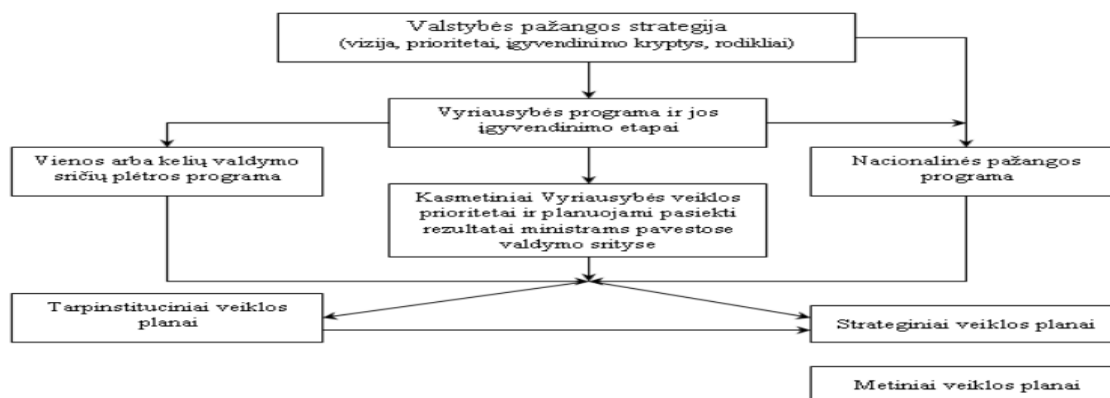 Valstybės pažangos strategija
(vizija, prioritetai, įgyvendinimo kryptys, rodikliai)
Vyriausybės programa ir jos
įgyvendinimo etapai
Vienos arba kelių valdymo
sričių plėtros programa
Nacionalinės pažangos
programa
Kasmetiniai Vyriausybės veiklos
prioritetai ir planuojami pasiekti
rezultatai ministrams pavestose
valdymo srityse
Tarpinstituciniai veiklos
planai
Strateginiai veiklos planai
Metiniai veiklos planai